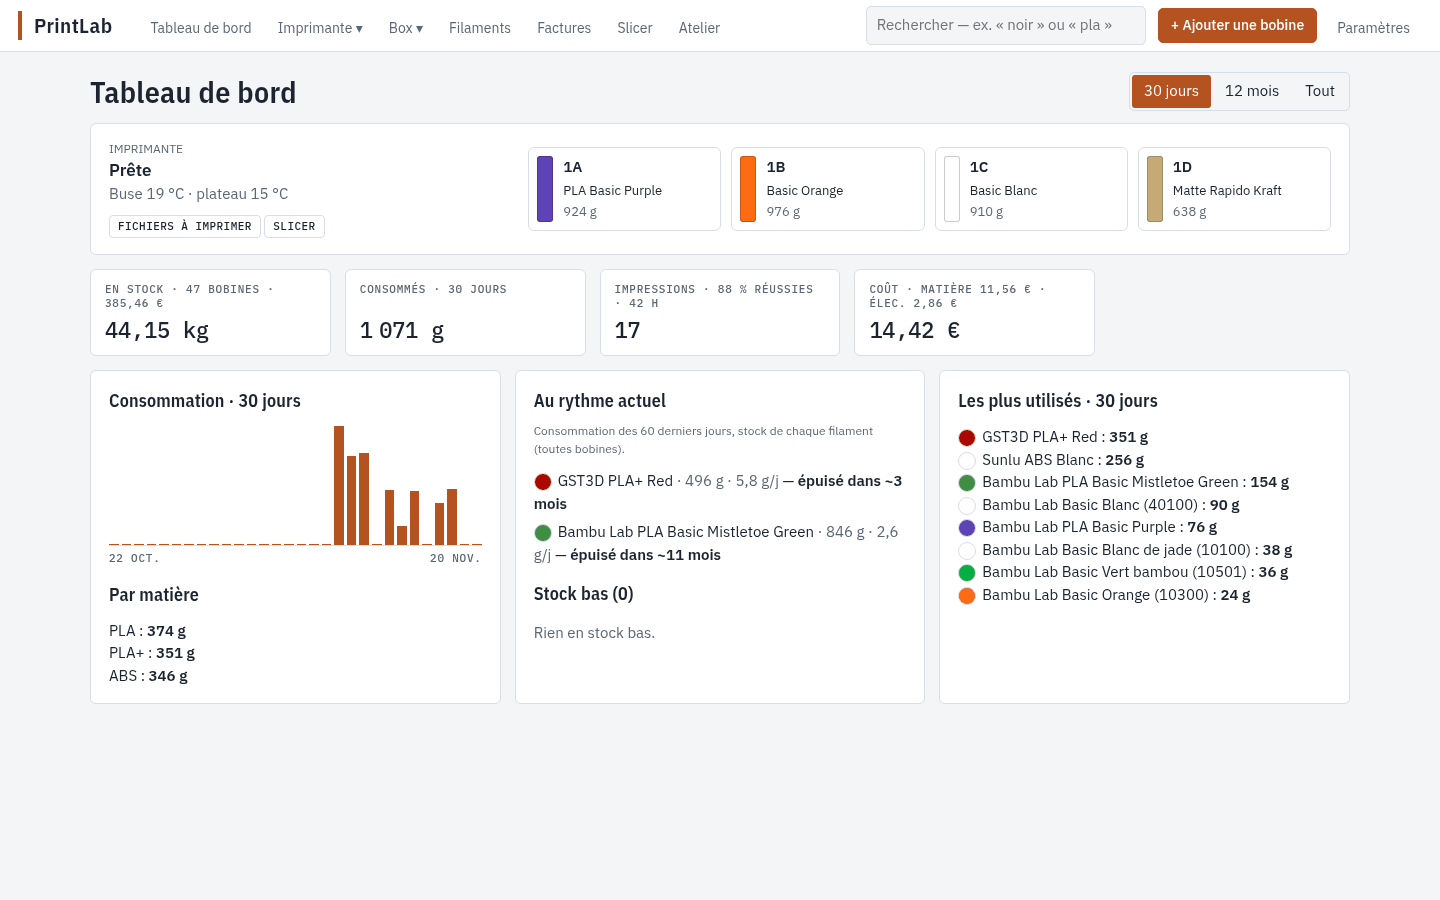 PrintLab
Tableau de bord
Imprimante ▾
Box ▾
Filaments
Factures
Slicer
Atelier
Rechercher — ex. « noir » ou « pla »
+ Ajouter une bobine
Paramètres
Tableau de bord
30 jours
12 mois
Tout
IMPRIMANTE
Prête
Buse 19 °C · plateau 15 °C
FICHIERS À IMPRIMER
SLICER
1A
PLA Basic Purple
924 g
1B
Basic Orange
976 g
1C
Basic Blanc
910 g
1D
Matte Rapido Kraft
638 g
EN STOCK · 47 BOBINES ·
385,46 €
44,15 kg
CONSOMMÉS · 30 JOURS
1 071 g
IMPRESSIONS · 88 % RÉUSSIES
· 42 H
17
COÛT · MATIÈRE 11,56 € ·
ÉLEC. 2,86 €
14,42 €
Consommation · 30 jours
22 OCT.
20 NOV.
Par matière
PLA : 374 g
PLA+ : 351 g
ABS : 346 g
Au rythme actuel
Consommation des 60 derniers jours, stock de chaque filament
(toutes bobines).
GST3D PLA+ Red · 496 g · 5,8 g/j — épuisé dans ~3
mois
Bambu Lab PLA Basic Mistletoe Green · 846 g · 2,6
g/j — épuisé dans ~11 mois
Stock bas (0)
Rien en stock bas.
Les plus utilisés · 30 jours
GST3D PLA+ Red : 351 g
Sunlu ABS Blanc : 256 g
Bambu Lab PLA Basic Mistletoe Green : 154 g
Bambu Lab Basic Blanc (40100) : 90 g
Bambu Lab PLA Basic Purple : 76 g
Bambu Lab Basic Blanc de jade (10100) : 38 g
Bambu Lab Basic Vert bambou (10501) : 36 g
Bambu Lab Basic Orange (10300) : 24 g